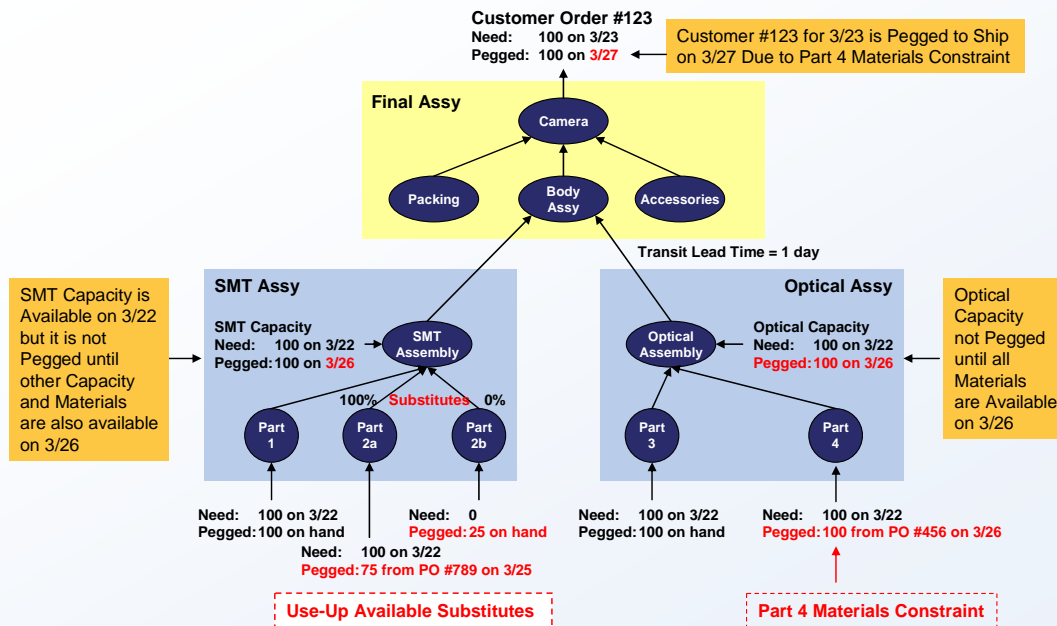 Customer Order #123
Need: 100 on 3/23
Pegged: 100 on 3/27
Customer #123 for 3/23 is Pegged to Ship
on 3/27 Due to Part 4 Materials Constraint
Final Assy
Camera
Packing
Body
Assy
Accessories
Transit Lead Time = 1 day
SMT Capacity is
Available on 3/22
but it is not
Pegged until
other Capacity
and Materials
are also available
on 3/26
SMT Assy
SMT Capacity
Need: 100 on 3/22
Pegged: 100 on 3/26
SMT
Assembly
100% Substitutes 0%
Part
1
Part
2a
Part
2b
Optical Assy
Optical
Assembly
Optical Capacity
Need: 100 on 3/22
Pegged: 100 on 3/26
Part
3
Part
4
Optical
Capacity
not Pegged
until all
Materials
are Available
on 3/26
Need: 100 on 3/22
Pegged: 100 on hand
Need: 100 on 3/22
Pegged: 75 from PO #789 on 3/25
Need: 0
Pegged: 25 on hand
Need: 100 on 3/22
Pegged: 100 on hand
Need: 100 on 3/22
Pegged: 100 from PO #456 on 3/26
Use-Up Available Substitutes
Part 4 Materials Constraint